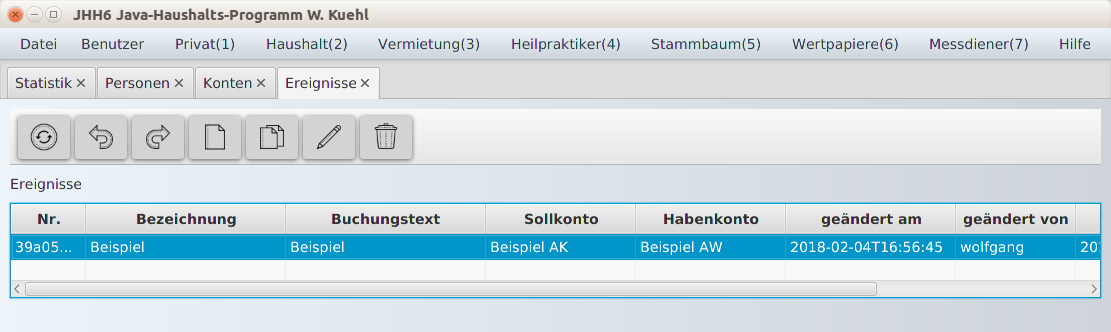 JHH6 Java-Haushalts-Programm W. Kuehl
Datei Benutzer Privat(1) Haushalt(2) Vermietung(3) Heilpraktiker(4) Stammbaum(5) Wertpapiere(6) Messdiener(7) Hilfe
Statistik Personen Konten Ereignisse
Ereignisse
Nr. Bezeichnung Buchungstext Sollkonto Habenkonto geändert am geändert von
39a05... Beispiel Beispiel Beispiel AK Beispiel AW 2018-02-04T16:56:45 wolfgang